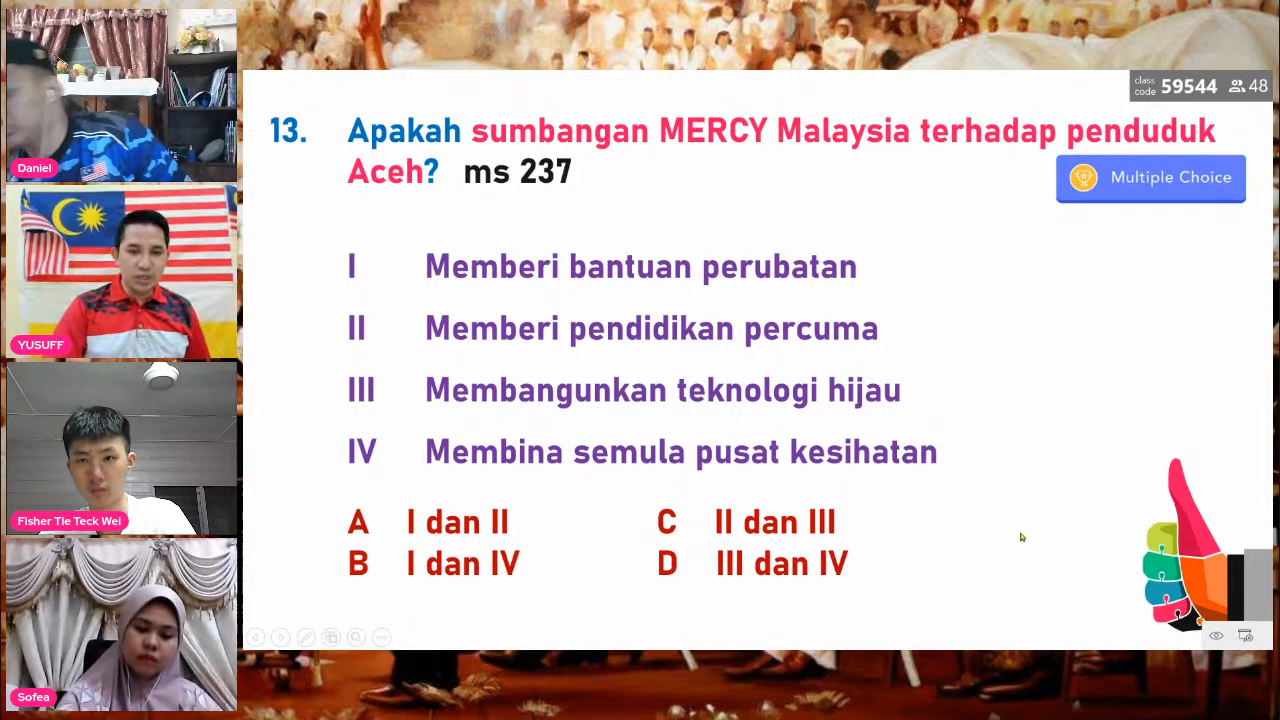 Daniel
YUSUFF
Fisher Tie Teck Wei
Sofea
class code 59544 48
13. Apakah sumbangan MERCY Malaysia terhadap penduduk
Aceh? ms 237
Multiple Choice
I Memberi bantuan perubatan
II Memberi pendidikan percuma
III Membangunkan teknologi hijau
IV Membina semula pusat kesihatan
A I dan II C II dan III
B I dan IV D III dan IV